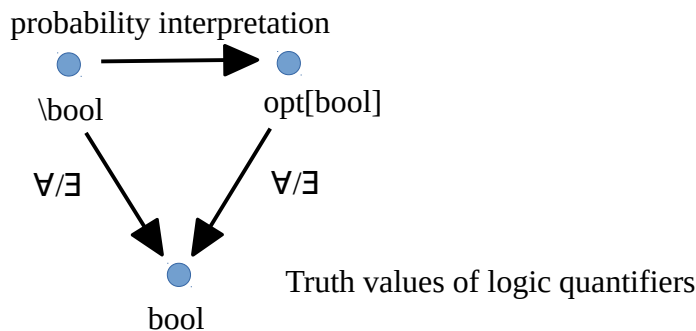 probability interpretation
\bool
opt[bool]
∀/∃
∀/∃
Truth values of logic quantifiers
bool